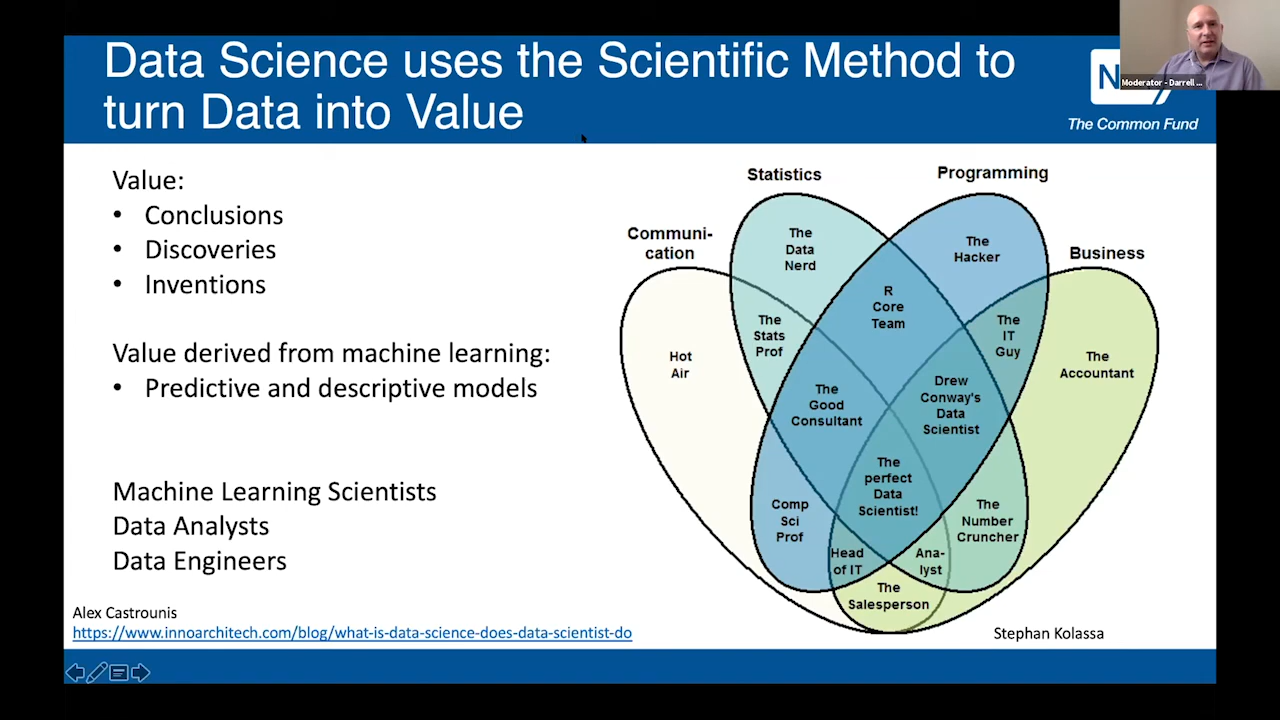 Data Science uses the Scientific Method to
turn Data into Value
N
Moderator - Darrell ...
The Common Fund
Value:
• Conclusions
• Discoveries
• Inventions
Value derived from machine learning:
• Predictive and descriptive models
Machine Learning Scientists
Data Analysts
Data Engineers
Alex Castrounis
https://www.innoarchitech.com/blog/what-is-data-science-does-data-scientist-do
Communi-
cation
Statistics
Programming
Business
The
Data
Nerd
The
Hacker
R
Core
Team
The
Stats
Prof
The
IT
Guy
Hot
Air
The
Accountant
The
Good
Consultant
Drew
Conway's
Data
Scientist
The
perfect
Data
Scientist!
Comp
Sci
Prof
The
Number
Cruncher
Head
of IT
Ana-
lyst
The
Salesperson
Stephan Kolassa